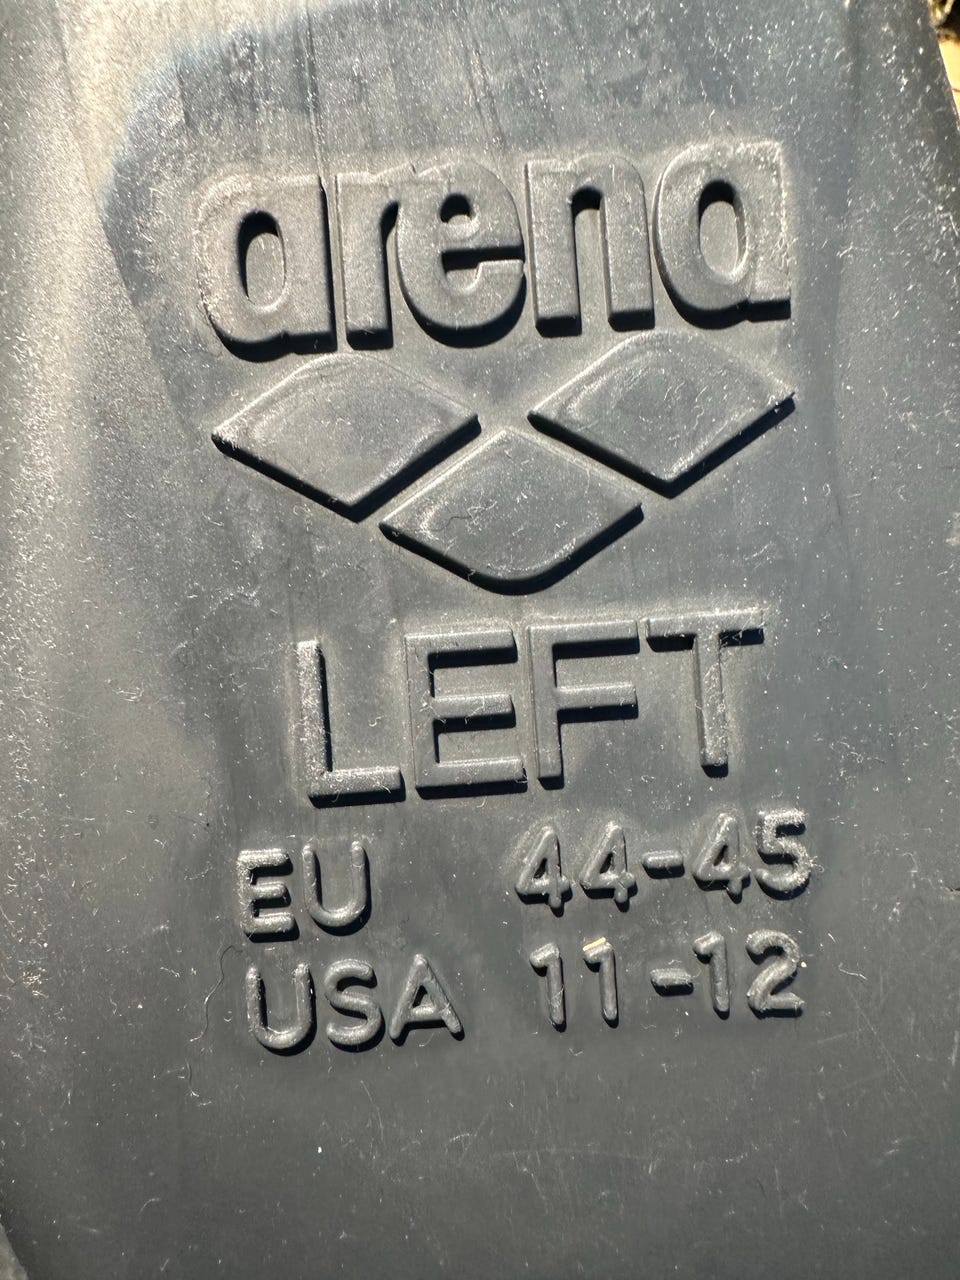 arena
LEFT
EU 44-45
USA 11-12